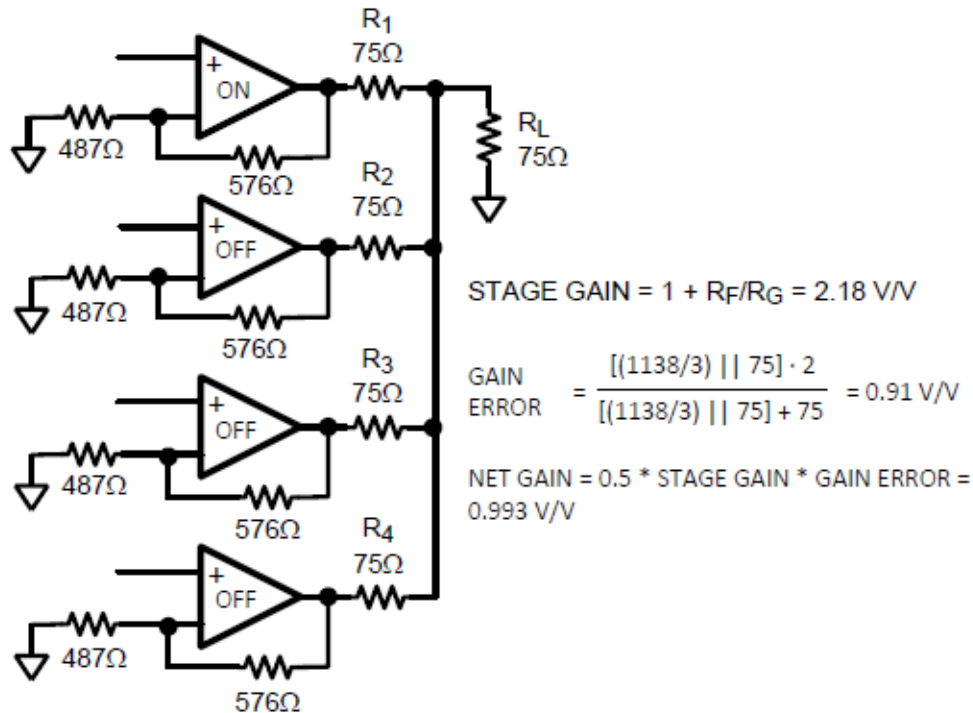 R1
75Ω
+
ON
RL
75Ω
487Ω
576Ω
R2
75Ω
+
OFF
487Ω
576Ω
STAGE GAIN = 1 + RF/RG = 2.18 V/V
R3
75Ω
GAIN ERROR = [(1138/3) || 75] · 2 / [(1138/3) || 75] + 75 = 0.91 V/V
+
OFF
487Ω
576Ω
NET GAIN = 0.5 * STAGE GAIN * GAIN ERROR =
0.993 V/V
R4
75Ω
+
OFF
487Ω
576Ω